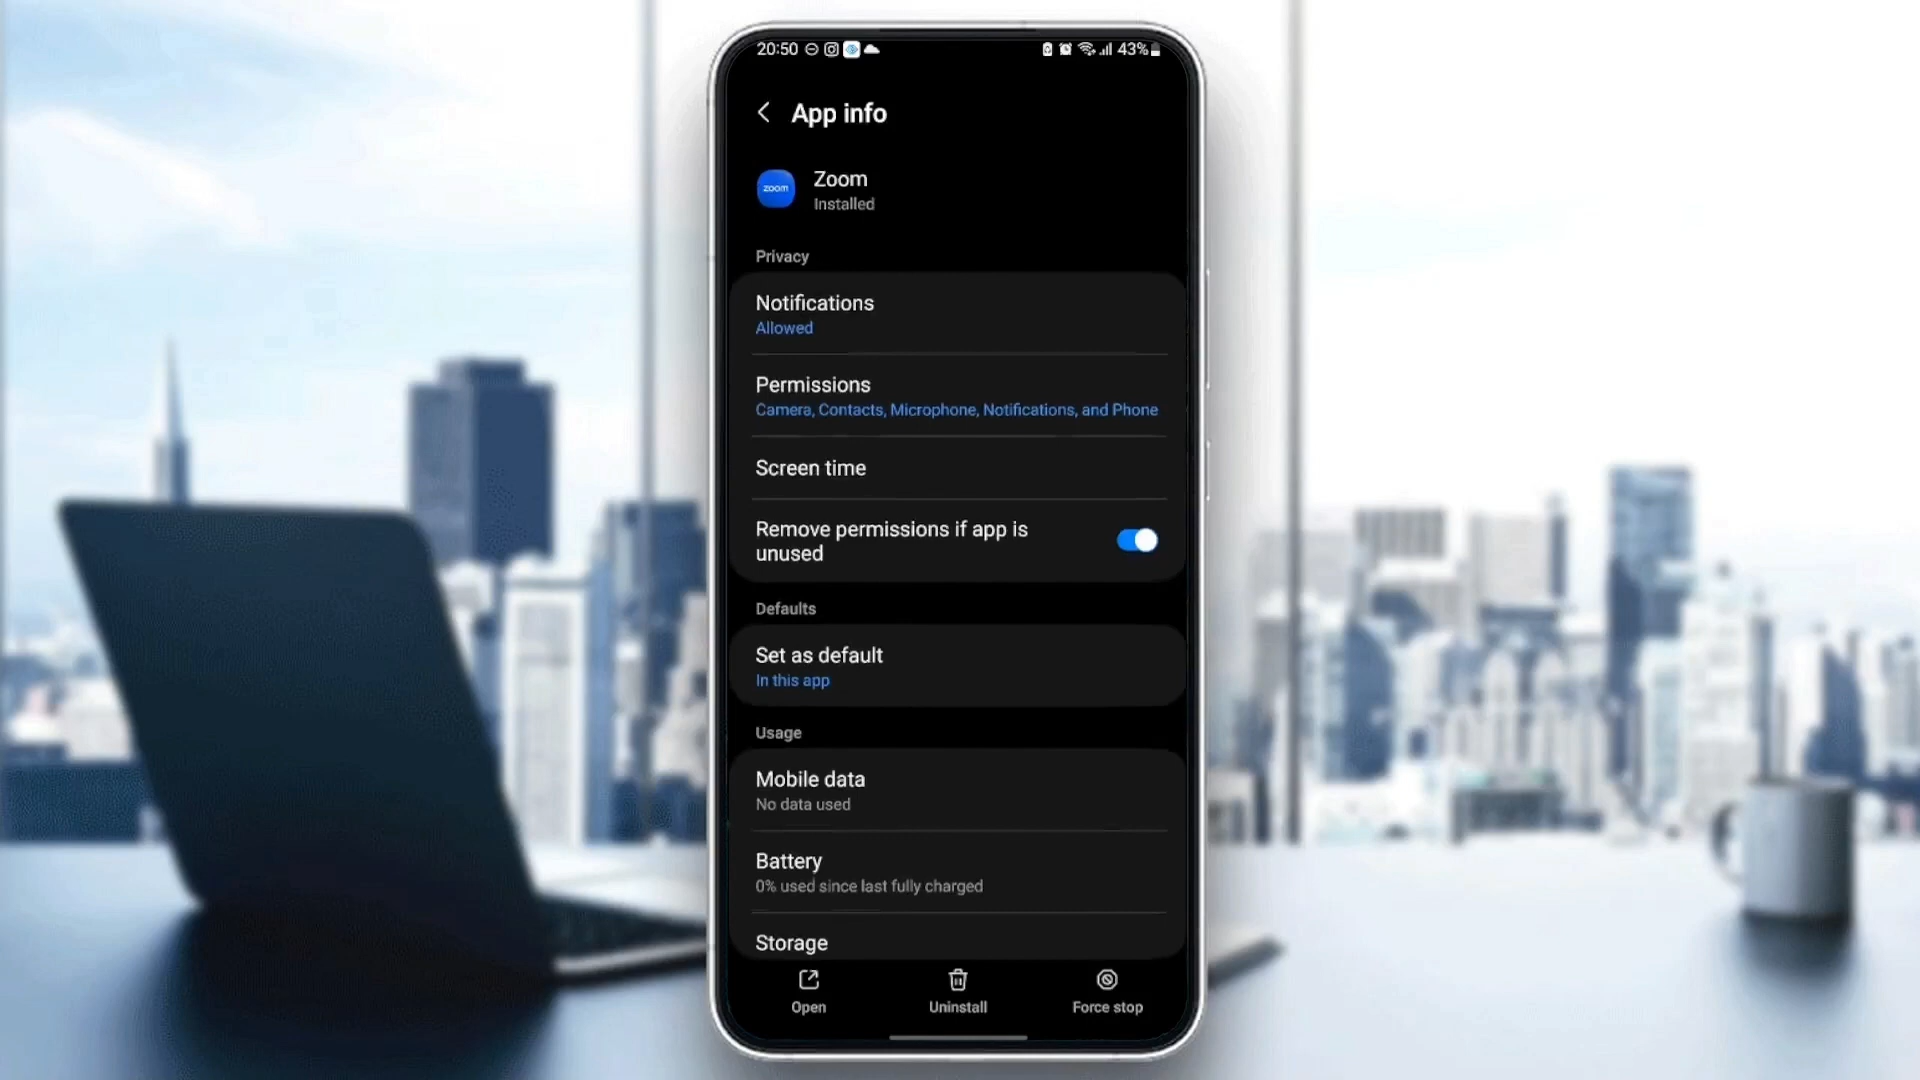 20:50
43%
App info
zoom
Zoom
Installed
Privacy
Notifications
Allowed
Permissions
Camera, Contacts, Microphone, Notifications, and Phone
Screen time
Remove permissions if app is
unused
Defaults
Set as default
In this app
Usage
Mobile data
No data used
Battery
0% used since last fully charged
Storage
Open
Uninstall
Force stop